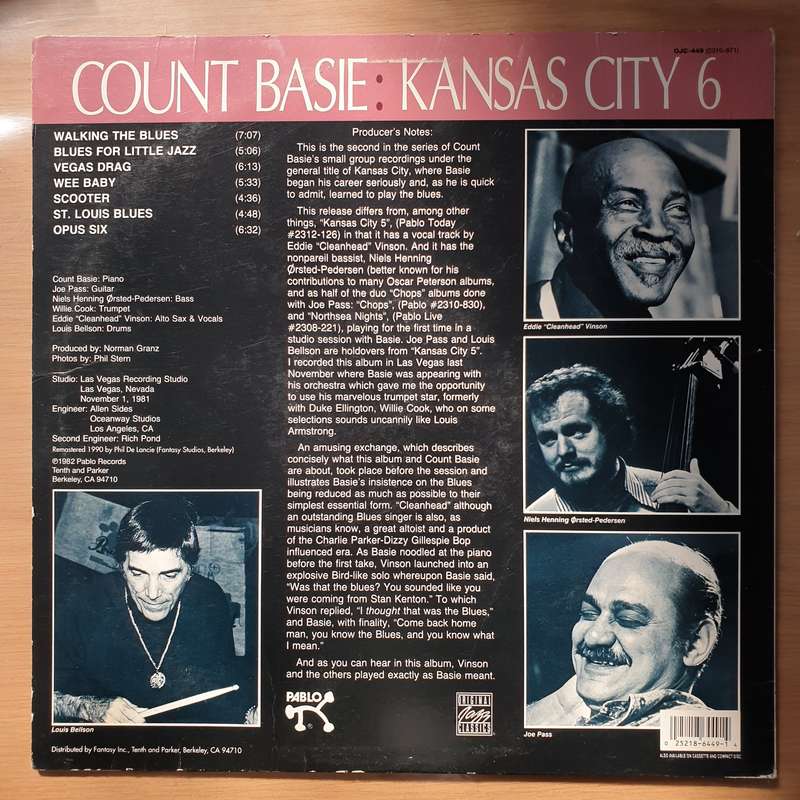 OJC-449 (2310-871)
COUNT BASIE: KANSAS CITY 6
WALKING THE BLUES (7:07)
BLUES FOR LITTLE JAZZ (5:06)
VEGAS DRAG (6:13)
WEE BABY (5:33)
SCOOTER (4:36)
ST. LOUIS BLUES (4:48)
OPUS SIX (6:32)
Count Basie: Piano
Joe Pass: Guitar
Niels Henning Ørsted-Pedersen: Bass
Willie Cook: Trumpet
Eddie "Cleanhead" Vinson: Alto Sax & Vocals
Louis Bellson: Drums
Produced by: Norman Granz
Photos by: Phil Stern
Studio: Las Vegas Recording Studio
Las Vegas, Nevada
November 1, 1981
Engineer: Allen Sides
Oceanway Studios
Los Angeles, CA
Second Engineer: Rich Pond
Remastered 1990 by Phil De Lancie (Fantasy Studios, Berkeley)
℗1982 Pablo Records
Tenth and Parker
Berkeley, CA 94710
Louis Bellson
Distributed by Fantasy Inc., Tenth and Parker, Berkeley, CA 94710
Producer's Notes:
This is the second in the series of Count
Basie's small group recordings under the
general title of Kansas City, where Basie
began his career seriously and, as he is quick
to admit, learned to play the blues.
This release differs from, among other
things, "Kansas City 5", (Pablo Today
#2312-126) in that it has a vocal track by
Eddie "Cleanhead" Vinson. And it has the
nonpareil bassist, Niels Henning
Ørsted-Pedersen (better known for his
contributions to many Oscar Peterson albums,
and as half of the duo "Chops" albums done
with Joe Pass: "Chops", (Pablo #2310-830),
and "Northsea Nights", (Pablo Live
#2308-221), playing for the first time in a
studio session with Basie. Joe Pass and Louis
Bellson are holdovers from "Kansas City 5".
I recorded this album in Las Vegas last
November where Basie was appearing with
his orchestra which gave me the opportunity
to use his marvelous trumpet star, formerly
with Duke Ellington, Willie Cook, who on some
selections sounds uncannily like Louis
Armstrong.
An amusing exchange, which describes
concisely what this album and Count Basie
are about, took place before the session and
illustrates Basie's insistence on the Blues
being reduced as much as possible to their
simplest essential form. "Cleanhead" although
an outstanding Blues singer is also, as
musicians know, a great altoist and a product
of the Charlie Parker-Dizzy Gillespie Bop
influenced era. As Basie noodled at the piano
before the first take, Vinson launched into an
explosive Bird-like solo whereupon Basie said,
"Was that the blues? You sounded like you
were coming from Stan Kenton." To which
Vinson replied, "I thought that was the Blues,"
and Basie, with finality, "Come back home
man, you know the Blues, and you know what
I mean."
And as you can hear in this album, Vinson
and the others played exactly as Basie meant.
PABLO
®
ORIGINAL
Jazz
CLASSICS
Eddie "Cleanhead" Vinson
Niels Henning Ørsted-Pedersen
Joe Pass
0 25218-6449-1 4
ALSO AVAILABLE ON CASSETTE AND COMPACT DISC